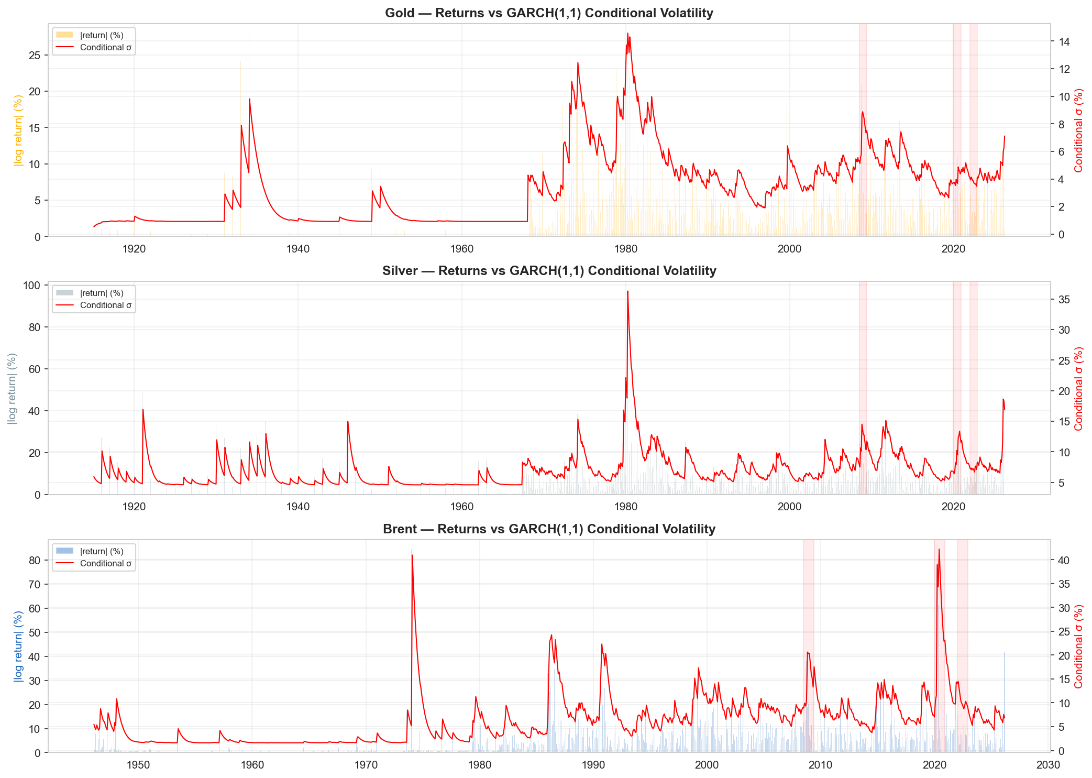 Gold — Returns vs GARCH(1,1) Conditional Volatility
|return| (%)
Conditional σ
|log return| (%)
25
20
15
10
5
0
14
12
10
8
6
4
2
0
Conditional σ (%)
1920 1940 1960 1980 2000 2020
Silver — Returns vs GARCH(1,1) Conditional Volatility
|return| (%)
Conditional σ
|log return| (%)
100
80
60
40
20
0
35
30
25
20
15
10
5
Conditional σ (%)
1920 1940 1960 1980 2000 2020
Brent — Returns vs GARCH(1,1) Conditional Volatility
|return| (%)
Conditional σ
|log return| (%)
80
70
60
50
40
30
20
10
0
40
35
30
25
20
15
10
5
0
Conditional σ (%)
1950 1960 1970 1980 1990 2000 2010 2020 2030